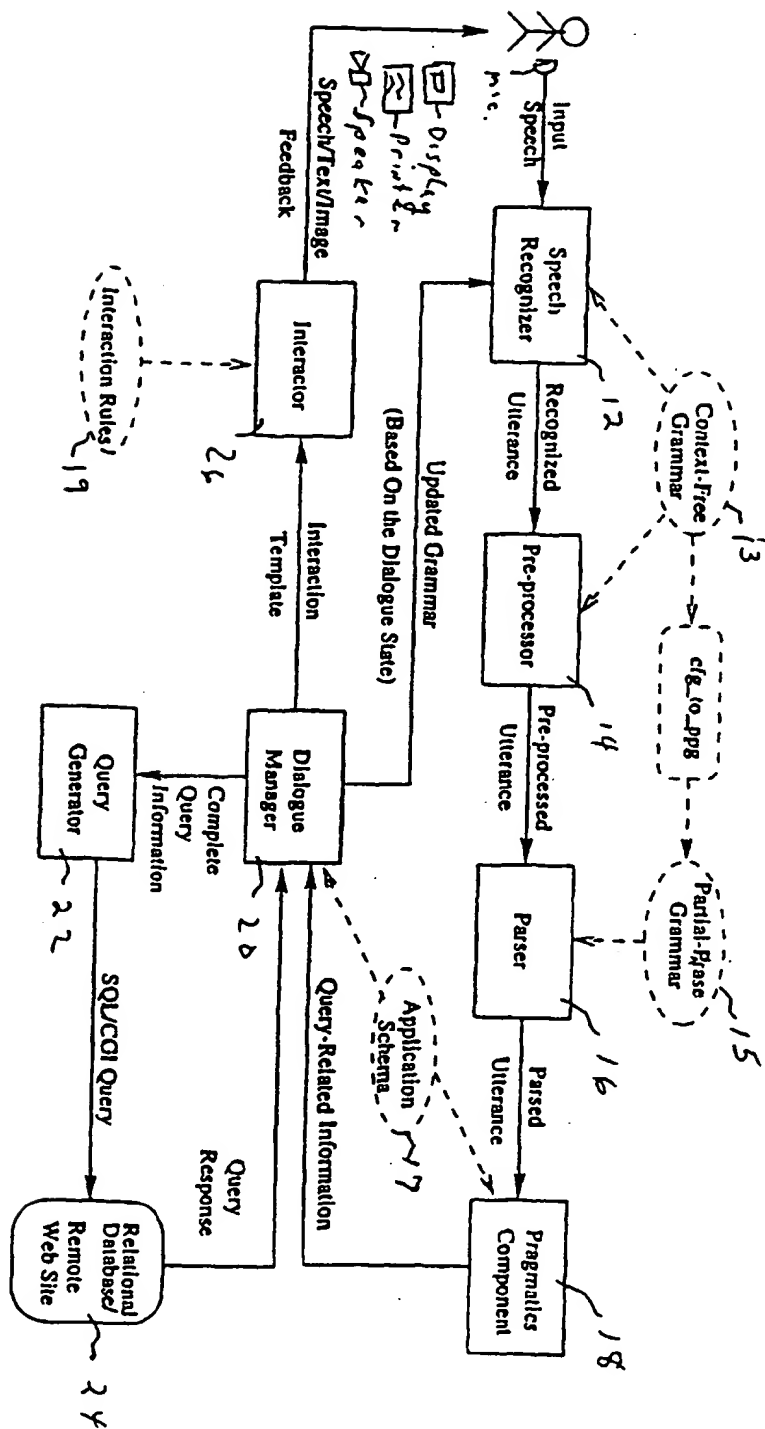 Context-Free
Grammar
13
cfg_to_ppg
Partial-Phrase
Grammar
15
mic.
Input
Speech
Speech
Recognizer
12
Recognized
Utterance
Pre-processor
14
Pre-processed
Utterance
Parser
16
Parsed
Utterance
Pragmatics
Component
18
Updated Grammar
(Based On the Dialogue State)
Application
Schema
17
Query-Related Information
Display
Printer
Speaker
Speech/Text/Image
Feedback
Interactor
26
Interaction
Template
Dialogue
Manager
20
Query
Response
Interaction Rules
19
Complete
Query
Information
Query
Generator
22
SQL/CGI Query
Relational
Database/
Remote
Web Site
24